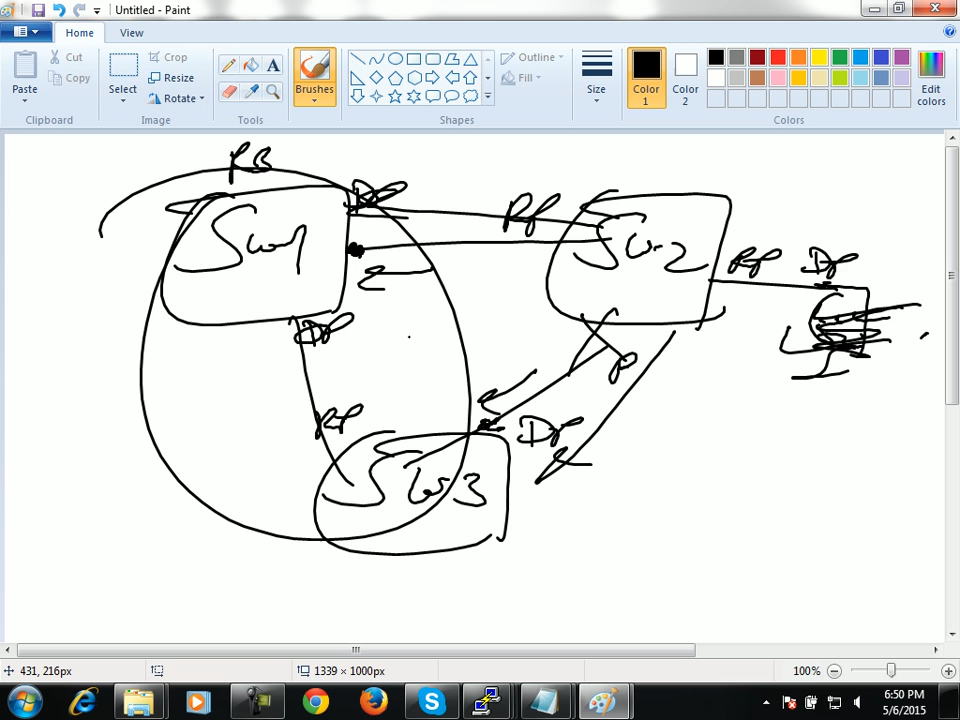 Untitled - Paint
Home
View
Paste
Cut
Copy
Clipboard
Select
Crop
Resize
Rotate
Image
A
Tools
Brushes
Outline
Fill
Shapes
Size
Color 1
Color 2
Edit colors
Colors
RB
DP
RP
RP
DP
SW1
SW2
DP
RP
DP
SW3
431, 216px
1339 × 1000px
100%
6:50 PM
5/6/2015